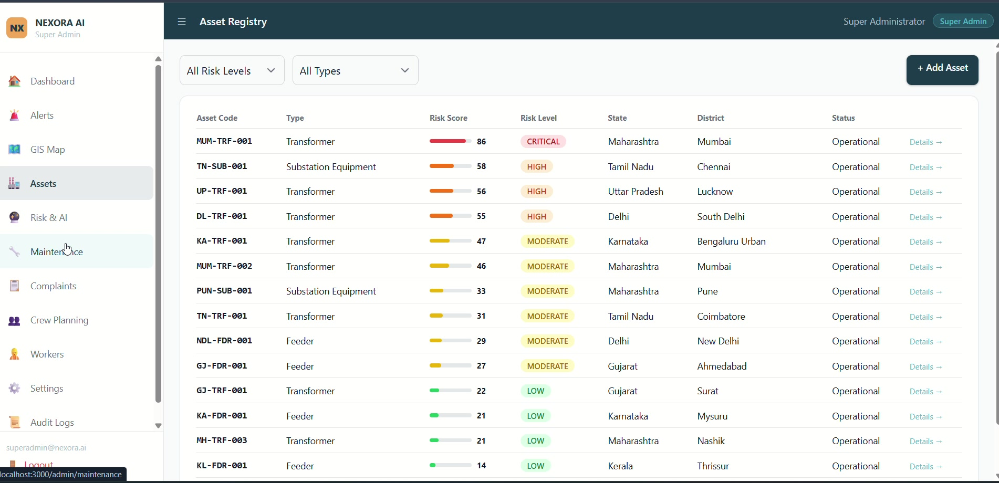 NX
NEXORA AI
Super Admin
Dashboard
Alerts
GIS Map
Assets
Risk & AI
Maintenance
Complaints
Crew Planning
Workers
Settings
Audit Logs
superadmin@nexora.ai
Logout
localhost:3000/admin/maintenance
☰ Asset Registry
Super Administrator Super Admin
All Risk Levels All Types + Add Asset
Asset Code Type Risk Score Risk Level State District Status
MUM-TRF-001 Transformer 86 CRITICAL Maharashtra Mumbai Operational Details →
TN-SUB-001 Substation Equipment 58 HIGH Tamil Nadu Chennai Operational Details →
UP-TRF-001 Transformer 56 HIGH Uttar Pradesh Lucknow Operational Details →
DL-TRF-001 Transformer 55 HIGH Delhi South Delhi Operational Details →
KA-TRF-001 Transformer 47 MODERATE Karnataka Bengaluru Urban Operational Details →
MUM-TRF-002 Transformer 46 MODERATE Maharashtra Mumbai Operational Details →
PUN-SUB-001 Substation Equipment 33 MODERATE Maharashtra Pune Operational Details →
TN-TRF-001 Transformer 31 MODERATE Tamil Nadu Coimbatore Operational Details →
NDL-FDR-001 Feeder 29 MODERATE Delhi New Delhi Operational Details →
GJ-FDR-001 Feeder 27 MODERATE Gujarat Ahmedabad Operational Details →
GJ-TRF-001 Transformer 22 LOW Gujarat Surat Operational Details →
KA-FDR-001 Feeder 21 LOW Karnataka Mysuru Operational Details →
MH-TRF-003 Transformer 21 LOW Maharashtra Nashik Operational Details →
KL-FDR-001 Feeder 14 LOW Kerala Thrissur Operational Details →